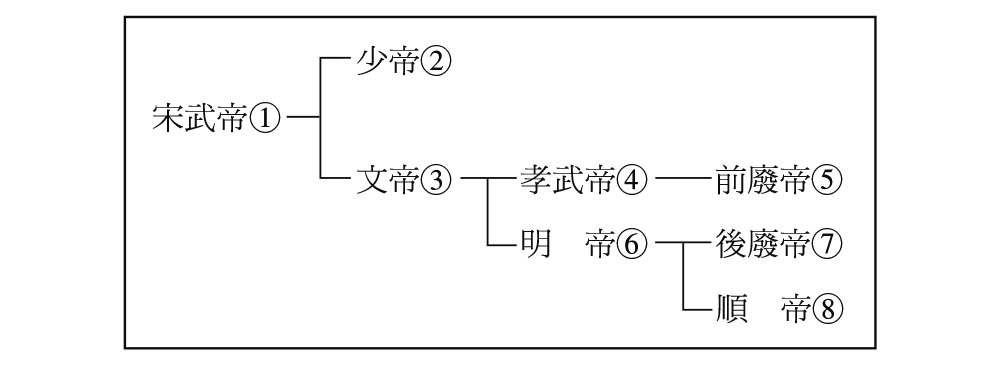 少帝②
宋武帝①
文帝③ 孝武帝④ 前廢帝⑤
明　帝⑥ 後廢帝⑦
順　帝⑧